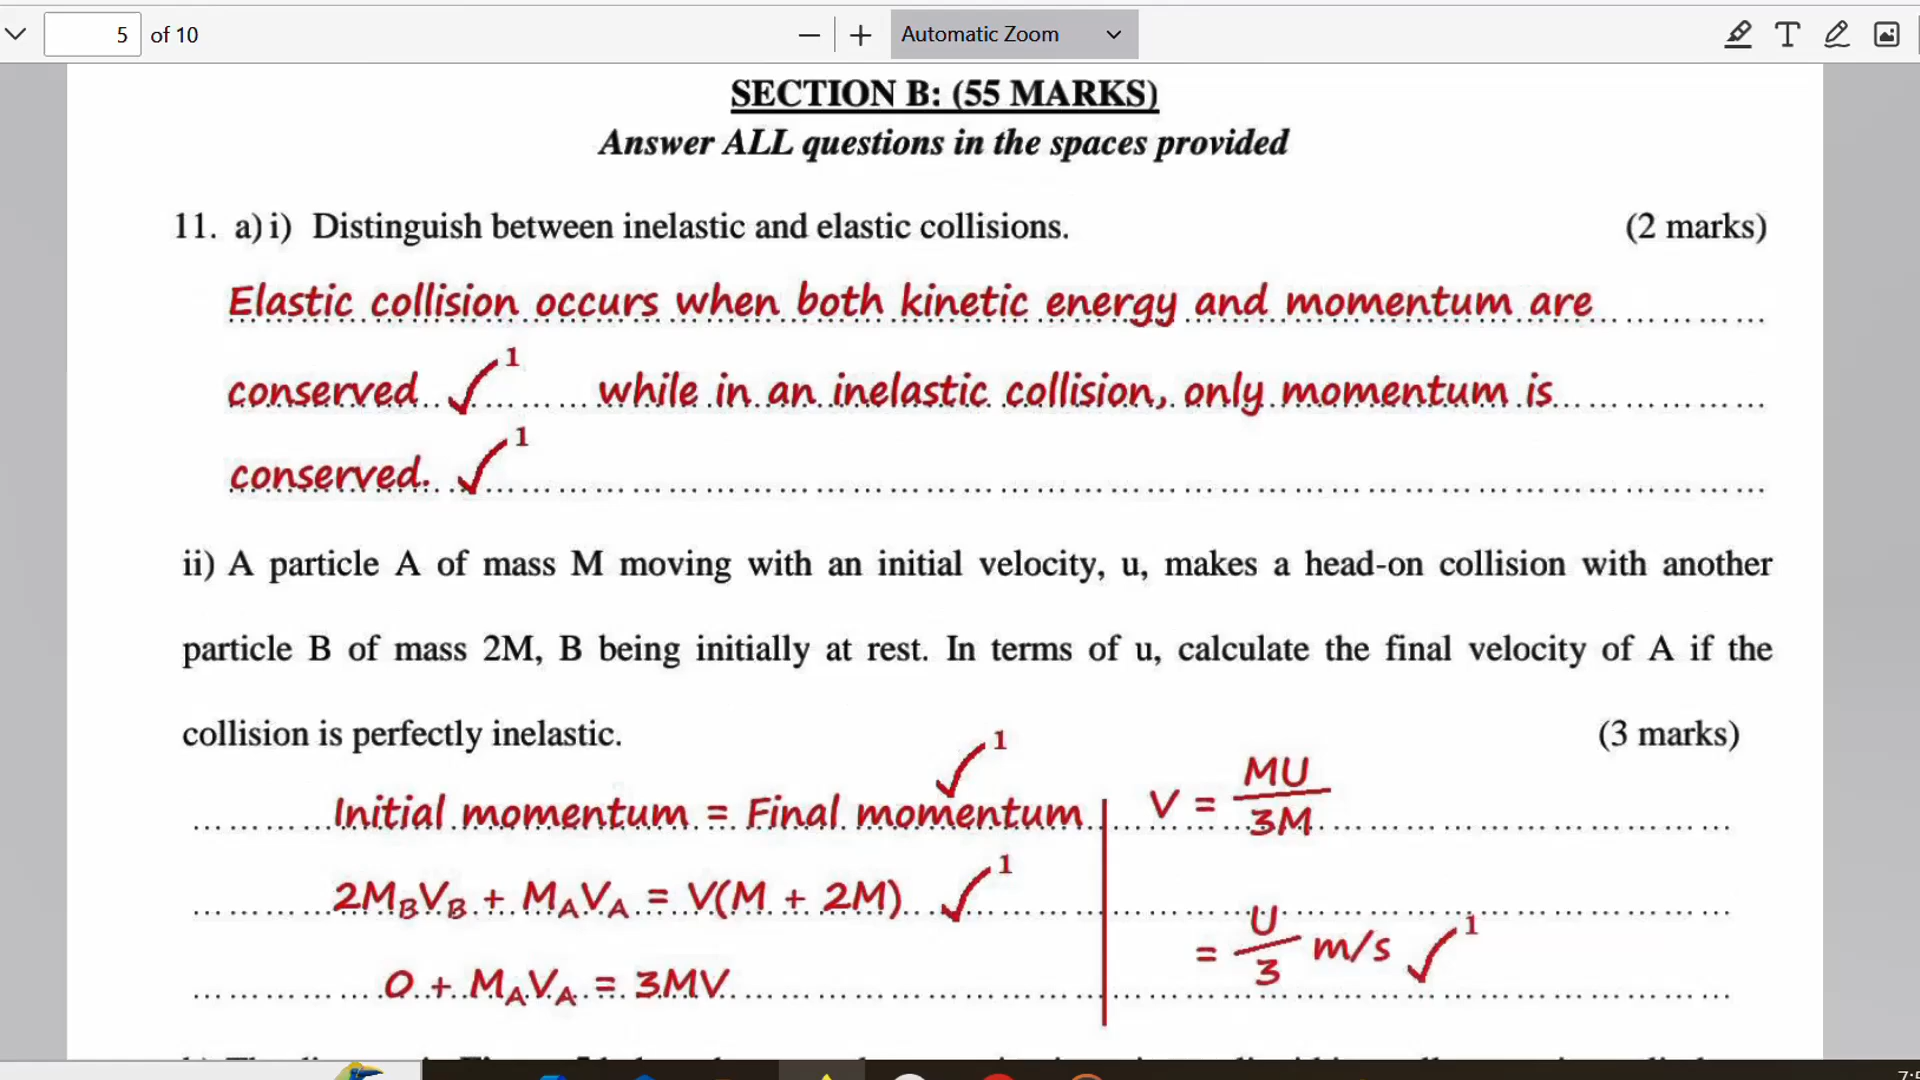 5 of 10
Automatic Zoom
SECTION B: (55 MARKS)
Answer ALL questions in the spaces provided
11. a) i) Distinguish between inelastic and elastic collisions. (2 marks)
Elastic collision occurs when both kinetic energy and momentum are
conserved ✓1 while in an inelastic collision, only momentum is
conserved. ✓1
ii) A particle A of mass M moving with an initial velocity, u, makes a head-on collision with another
particle B of mass 2M, B being initially at rest. In terms of u, calculate the final velocity of A if the
collision is perfectly inelastic. (3 marks)
Initial momentum = Final momentum ✓1
2M_BV_B + M_AV_A = V(M + 2M) ✓1
0 + M_AV_A = 3MV
V = MU/3M
= U/3 m/s ✓1